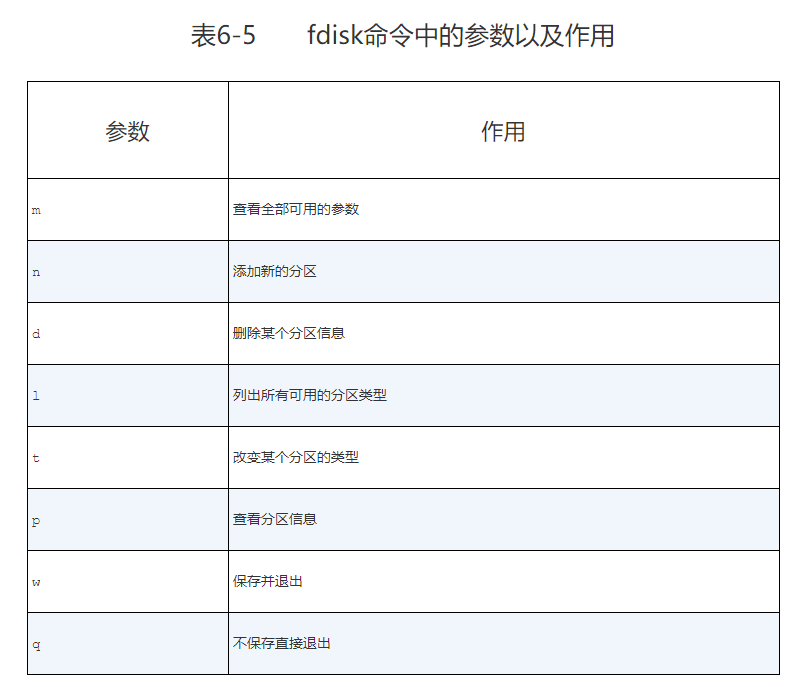 表6-5 fdisk命令中的参数以及作用
参数 作用
m 查看全部可用的参数
n 添加新的分区
d 删除某个分区信息
l 列出所有可用的分区类型
t 改变某个分区的类型
p 查看分区信息
w 保存并退出
q 不保存直接退出